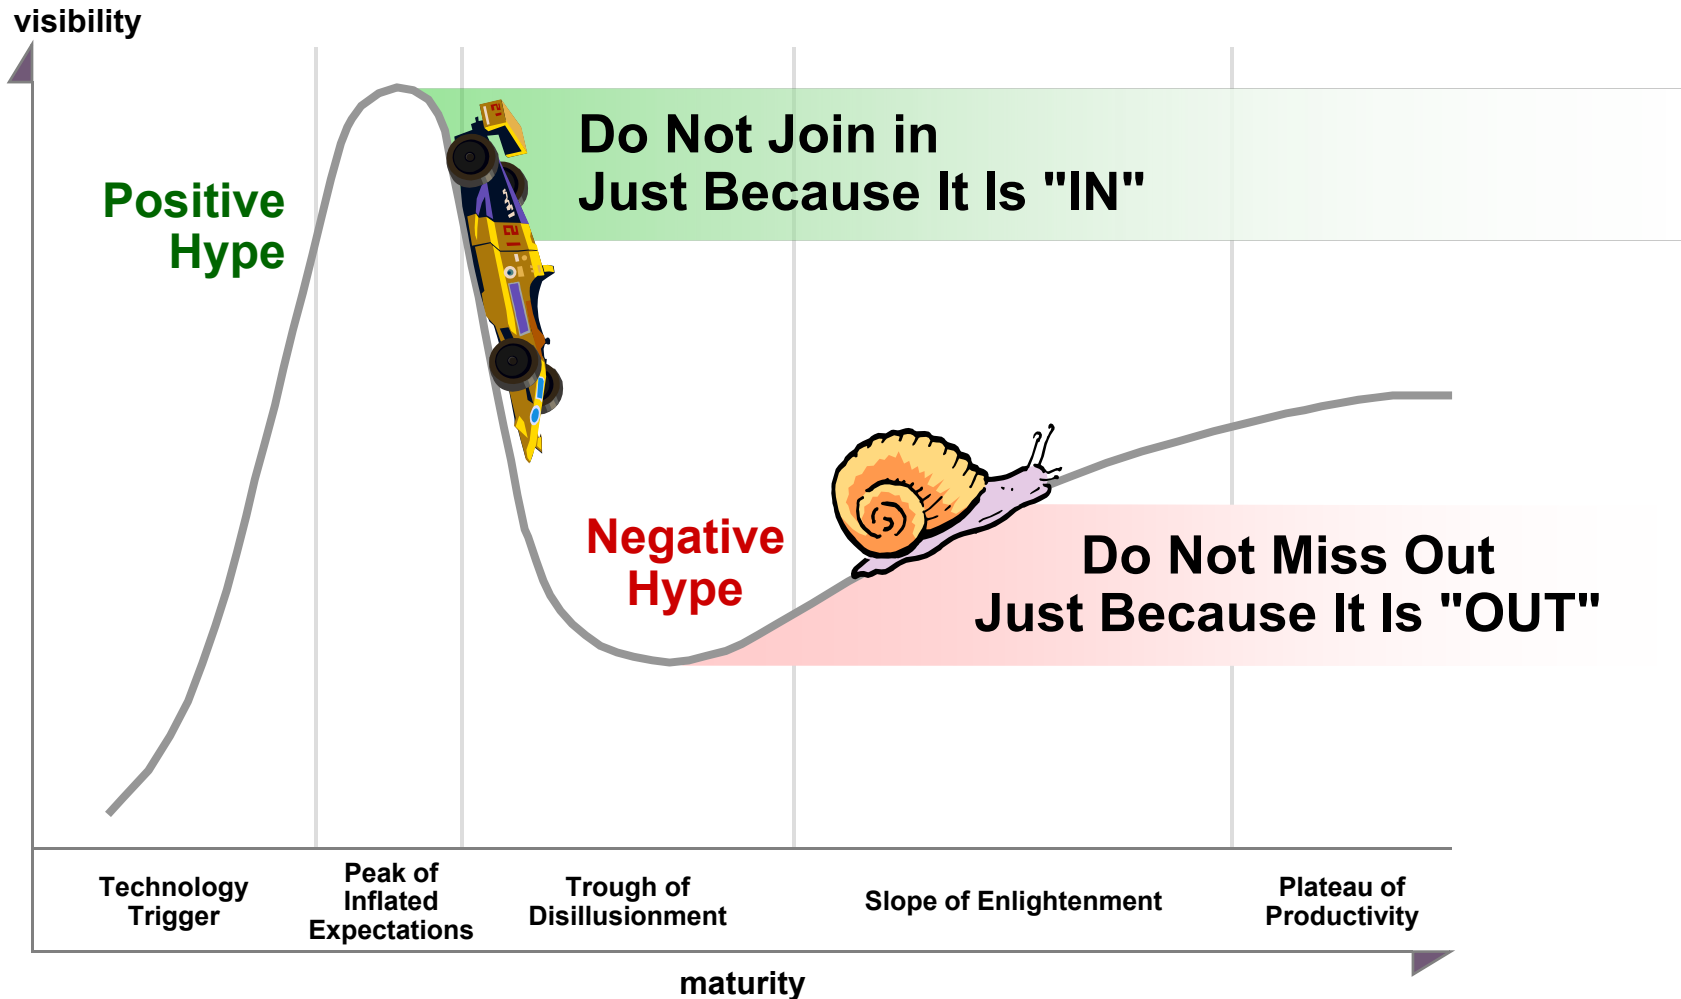 visibility
Do Not Join in
Just Because It Is "IN"
Positive
Hype
Negative
Hype
Do Not Miss Out
Just Because It Is "OUT"
Technology
Trigger
Peak of
Inflated
Expectations
Trough of
Disillusionment
Slope of Enlightenment
Plateau of
Productivity
maturity